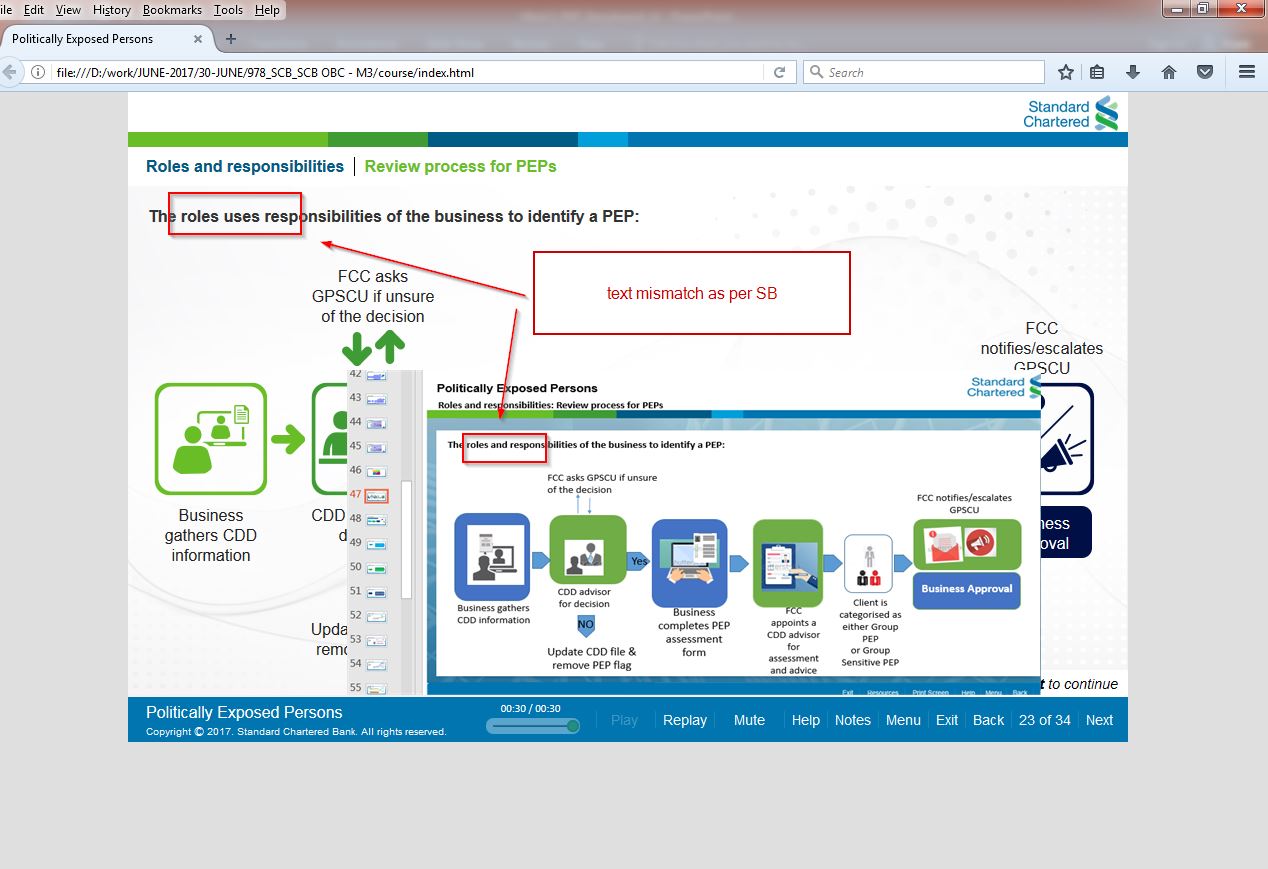 ile Edit View History Bookmarks Tools Help
Politically Exposed Persons
file:///D:/work/JUNE-2017/30-JUNE/978_SCB_SCB OBC - M3/course/index.html
Search
Standard
Chartered
Roles and responsibilities | Review process for PEPs
The roles uses responsibilities of the business to identify a PEP:
text mismatch as per SB
FCC asks
GPSCU if unsure
of the decision
FCC
notifies/escalates
GPSCU
Business
gathers CDD
information
CDD
d
Upda
remo
ness
oval
t to continue
42
43
44
45
46
47
48
49
50
51
52
53
54
55
Politically Exposed Persons
Roles and responsibilities: Review process for PEPs
Standard
Chartered
The roles and responsibilities of the business to identify a PEP:
FCC asks GPSCU if unsure
of the decision
FCC notifies/escalates
GPSCU
Yes
Business gathers
CDD information
CDD advisor
for decision
NO
Update CDD file &
remove PEP flag
Business
completes PEP
assessment
form
FCC
appoints a
CDD advisor
for
assessment
and advice
Client is
categorised as
either Group
PEP
or Group
Sensitive PEP
Business Approval
Exit Resources Print Screen Help Menu Back
Politically Exposed Persons
Copyright © 2017. Standard Chartered Bank. All rights reserved.
00:30 / 00:30
Play Replay Mute Help Notes Menu Exit Back 23 of 34 Next